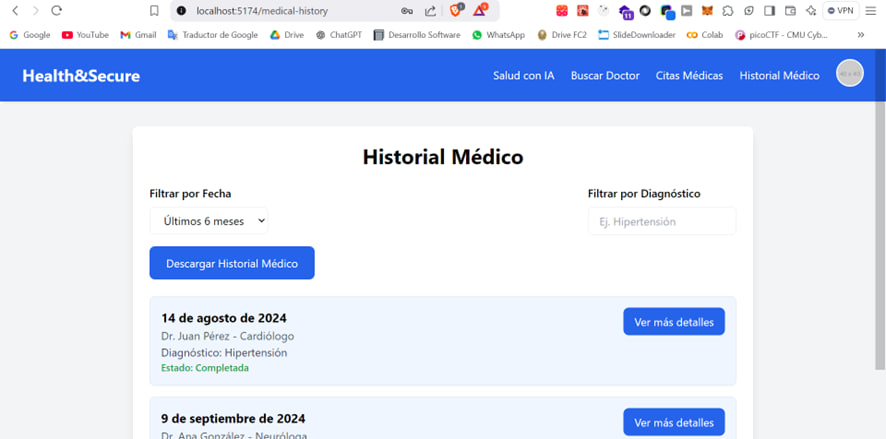 localhost:5174/medical-history
VPN
Google YouTube Gmail Traductor de Google Drive ChatGPT Desarrollo Software WhatsApp Drive FC2 SlideDownloader Colab picoCTF - CMU Cyb... »
Health&Secure Salud con IA Buscar Doctor Citas Médicas Historial Médico 40 x 40
Historial Médico
Filtrar por Fecha Filtrar por Diagnóstico
Últimos 6 meses Ej. Hipertensión
Descargar Historial Médico
14 de agosto de 2024 Ver más detalles
Dr. Juan Pérez - Cardiólogo
Diagnóstico: Hipertensión
Estado: Completada
9 de septiembre de 2024 Ver más detalles
Dr. Ana González - Neuróloga